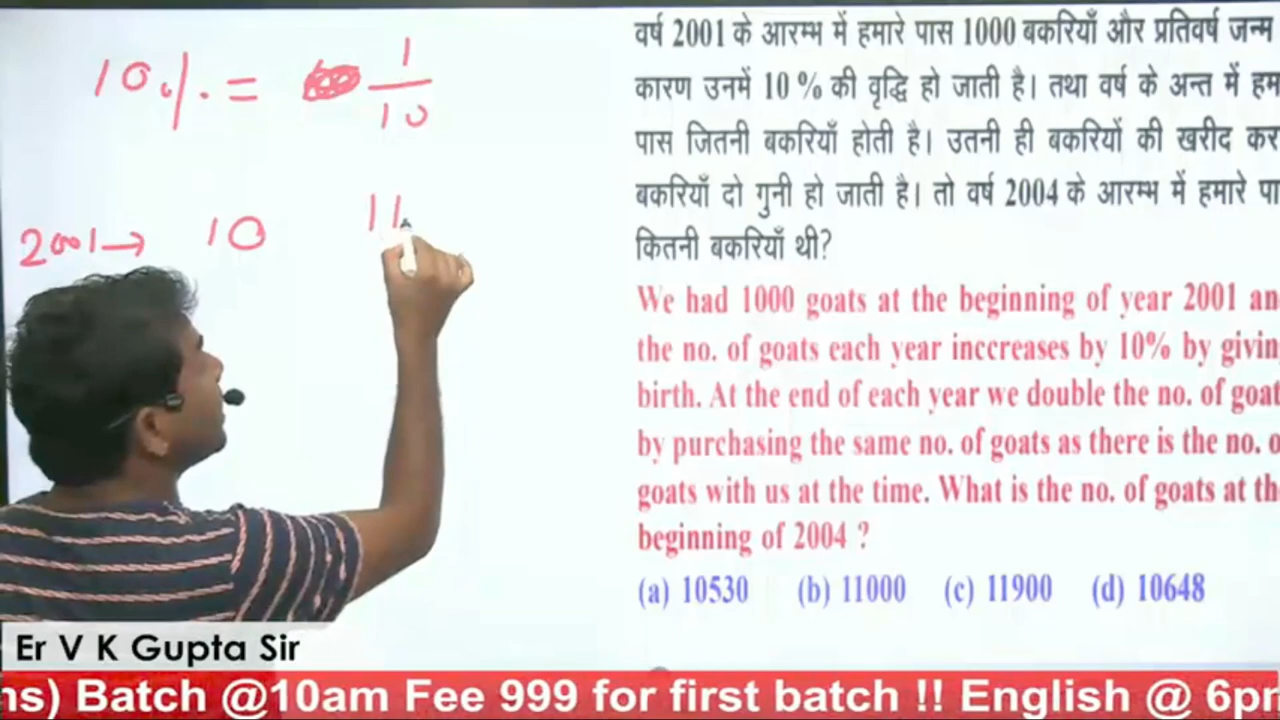 10% = 1/10
2001→ 10 11
वर्ष 2001 के आरम्भ में हमारे पास 1000 बकरियाँ और प्रतिवर्ष जन्म
कारण उनमें 10 % की वृद्धि हो जाती है। तथा वर्ष के अन्त में हम
पास जितनी बकरियाँ होती है। उतनी ही बकरियों की खरीद कर
बकरियाँ दो गुनी हो जाती है। तो वर्ष 2004 के आरम्भ में हमारे पा
कितनी बकरियाँ थी?
We had 1000 goats at the beginning of year 2001 an
the no. of goats each year inccreases by 10% by givin
birth. At the end of each year we double the no. of goat
by purchasing the same no. of goats as there is the no. o
goats with us at the time. What is the no. of goats at th
beginning of 2004 ?
(a) 10530 (b) 11000 (c) 11900 (d) 10648
Er V K Gupta Sir
ns) Batch @10am Fee 999 for first batch !! English @ 6pm